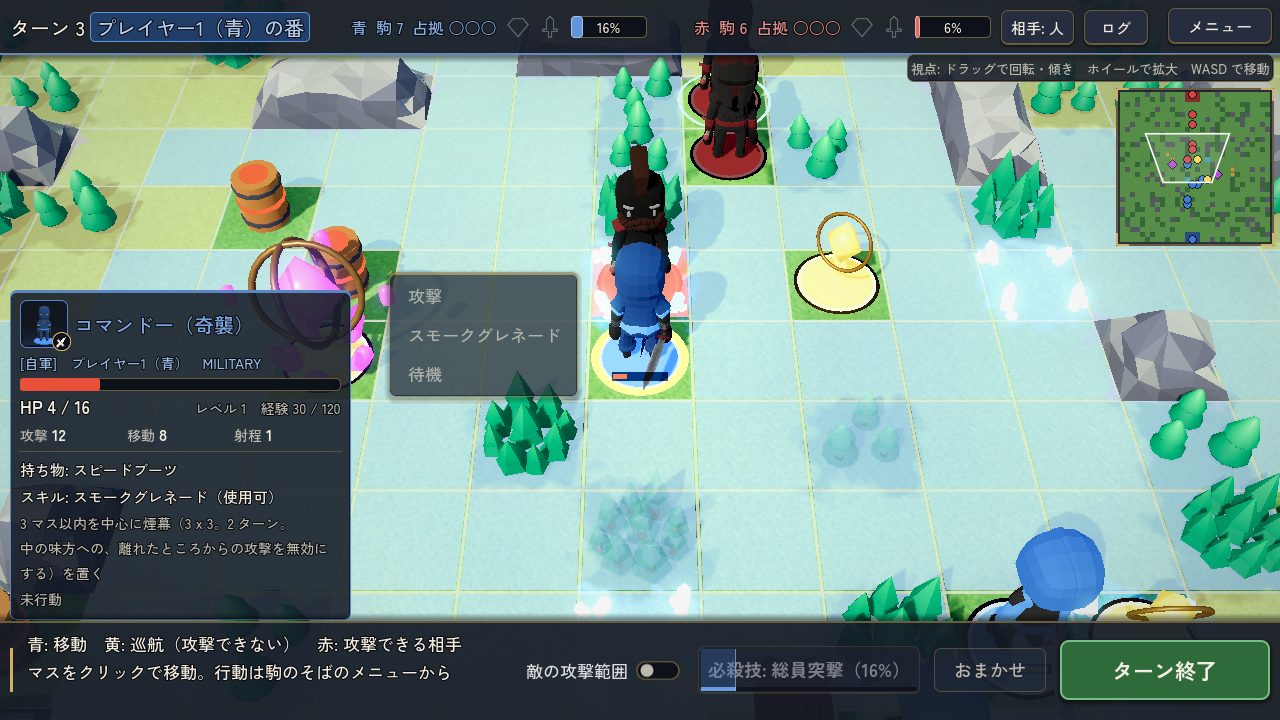 ターン 3 プレイヤー1（青）の番 青 駒 7 占拠 〇〇〇 16% 赤 駒 6 占拠 〇〇〇 6% 相手: 人 ログ メニュー
視点: ドラッグで回転・傾き ホイールで拡大 WASD で移動
攻撃
スモークグレネード
待機
コマンドー（奇襲）
[自軍] プレイヤー1（青） MILITARY
HP 4 / 16 レベル 1 経験 30 / 120
攻撃 12 移動 8 射程 1
持ち物: スピードブーツ
スキル: スモークグレネード（使用可）
3 マス以内を中心に煙幕（3 x 3。2 ターン。
中の味方への、離れたところからの攻撃を無効に
する）を置く
未行動
青: 移動 黄: 巡航（攻撃できない） 赤: 攻撃できる相手
マスをクリックで移動。行動は駒のそばのメニューから
敵の攻撃範囲 必殺技: 総員突撃（16%） おまかせ ターン終了